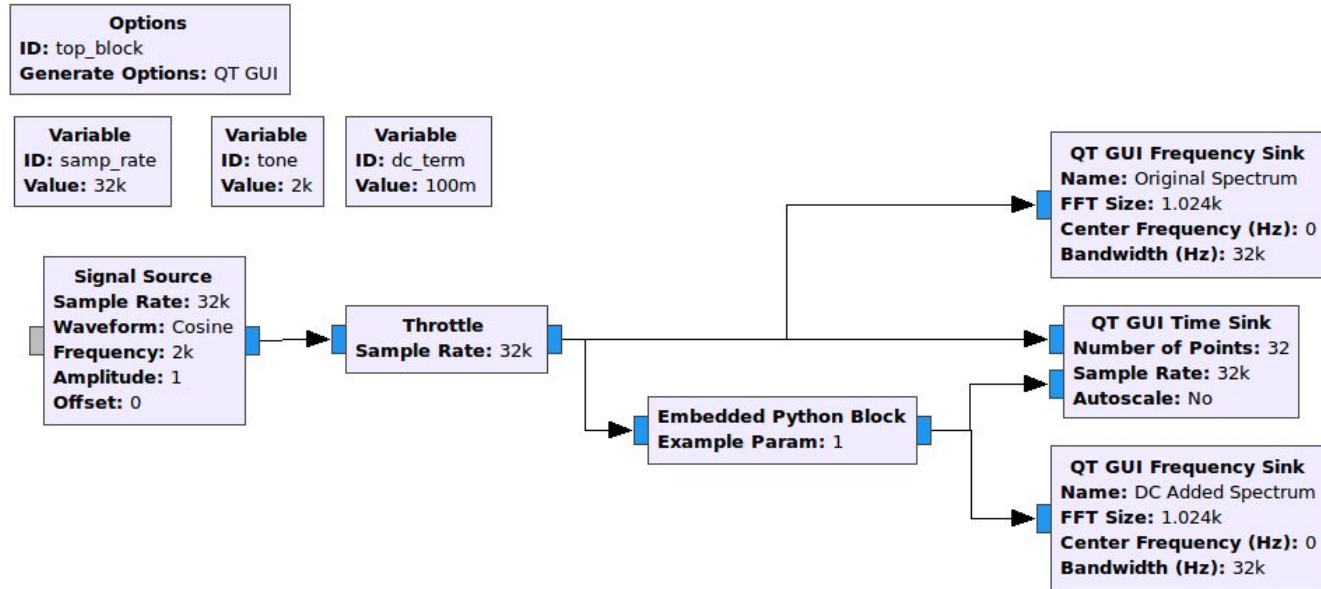 Options
ID: top_block
Generate Options: QT GUI
Variable
ID: samp_rate
Value: 32k
Variable
ID: tone
Value: 2k
Variable
ID: dc_term
Value: 100m
Signal Source
Sample Rate: 32k
Waveform: Cosine
Frequency: 2k
Amplitude: 1
Offset: 0
Throttle
Sample Rate: 32k
Embedded Python Block
Example Param: 1
QT GUI Frequency Sink
Name: Original Spectrum
FFT Size: 1.024k
Center Frequency (Hz): 0
Bandwidth (Hz): 32k
QT GUI Time Sink
Number of Points: 32
Sample Rate: 32k
Autoscale: No
QT GUI Frequency Sink
Name: DC Added Spectrum
FFT Size: 1.024k
Center Frequency (Hz): 0
Bandwidth (Hz): 32k